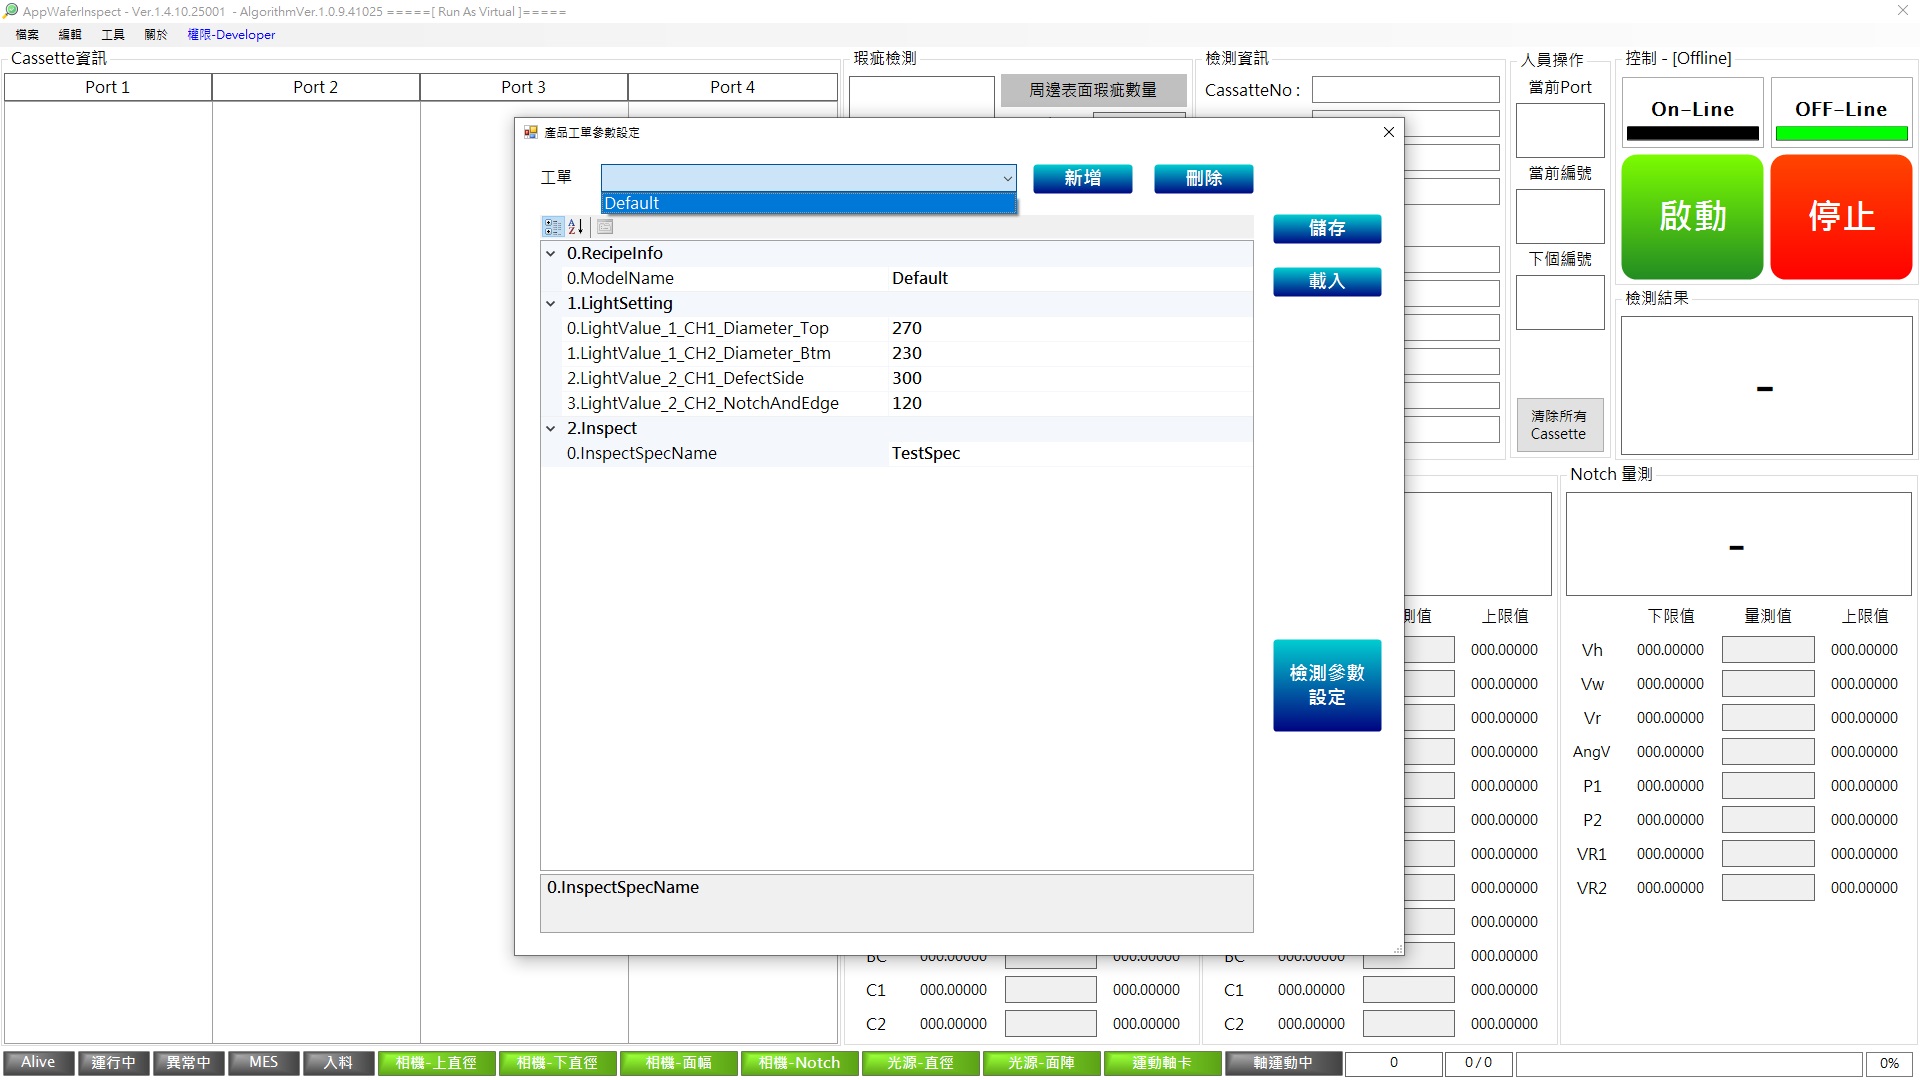 AppWaferInspect - Ver.1.4.10.25001  - AlgorithmVer.1.0.9.41025 =====[ Run As Virtual ]=====
檔案 編輯 工具 關於 權限-Developer
Cassette資訊
Port 1 Port 2 Port 3 Port 4
瑕疵檢測
周邊表面瑕疵數量
檢測資訊
CassatteNo :
人員操作
當前Port
當前編號
下個編號
清除所有
Cassette
控制 - [Offline]
On-Line OFF-Line
啟動 停止
檢測結果
-
產品工單參數設定
工單 新增 刪除
Default
儲存
載入
0.RecipeInfo
0.ModelName Default
1.LightSetting
0.LightValue_1_CH1_Diameter_Top 270
1.LightValue_1_CH2_Diameter_Btm 230
2.LightValue_2_CH1_DefectSide 300
3.LightValue_2_CH2_NotchAndEdge 120
2.Inspect
0.InspectSpecName TestSpec
檢測參數
設定
0.InspectSpecName
Notch 量測
-
測值 上限值 下限值 量測值 上限值
000.00000 Vh 000.00000 000.00000
000.00000 Vw 000.00000 000.00000
000.00000 Vr 000.00000 000.00000
000.00000 AngV 000.00000 000.00000
000.00000 P1 000.00000 000.00000
000.00000 P2 000.00000 000.00000
000.00000 VR1 000.00000 000.00000
000.00000 VR2 000.00000 000.00000
000.00000
BC 000.00000 000.00000 BC 000.00000 000.00000
C1 000.00000 000.00000 C1 000.00000 000.00000
C2 000.00000 000.00000 C2 000.00000 000.00000
Alive 運行中 異常中 MES 入料 相機-上直徑 相機-下直徑 相機-面幅 相機-Notch 光源-直徑 光源-面陣 運動軸卡 軸運動中 0 0 / 0 0%